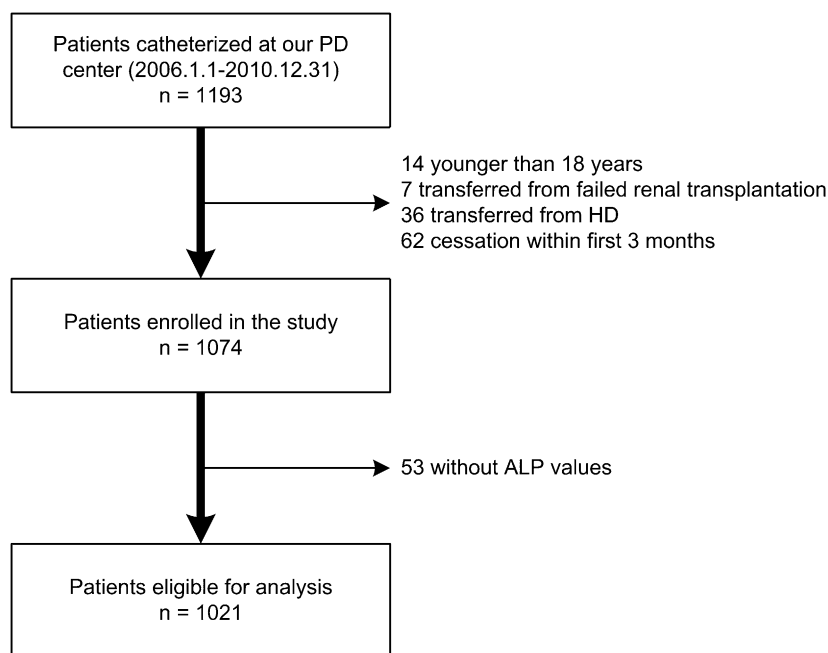 Patients catheterized at our PD
center (2006.1.1-2010.12.31)
n = 1193
14 younger than 18 years
7 transferred from failed renal transplantation
36 transferred from HD
62 cessation within first 3 months
Patients enrolled in the study
n = 1074
53 without ALP values
Patients eligible for analysis
n = 1021